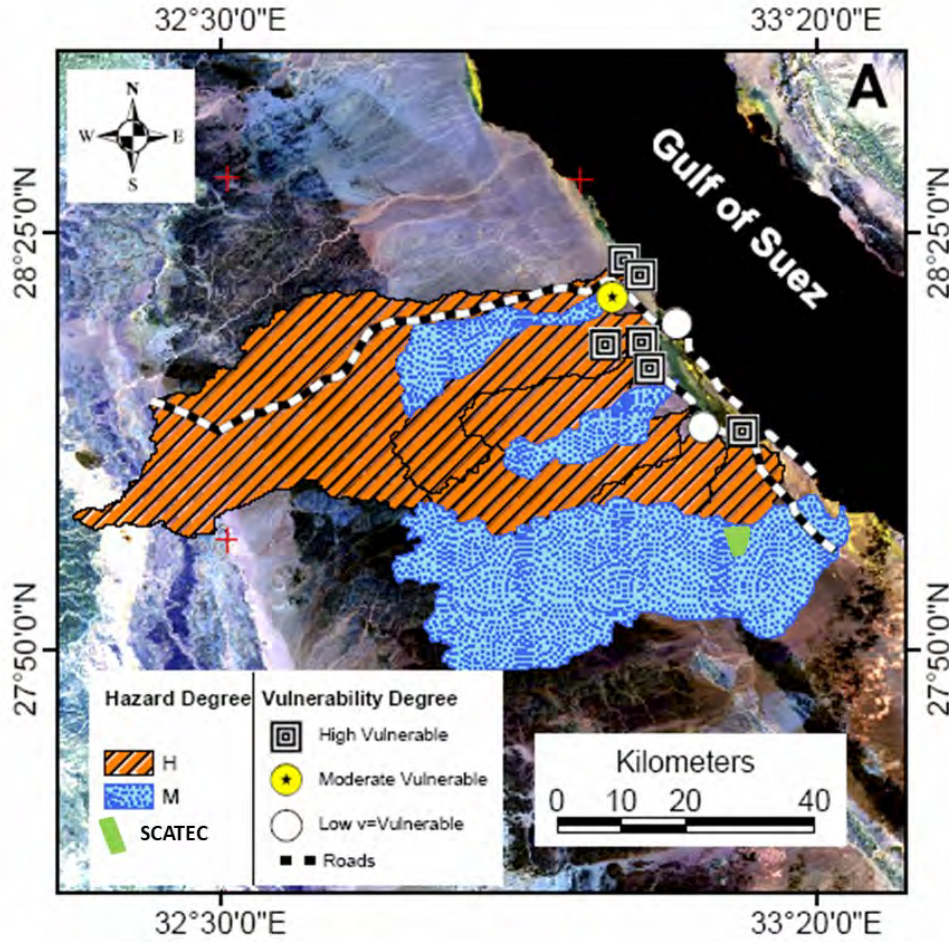 32°30'0"E
33°20'0"E
A
N
W E
S
Gulf of Suez
28°25'0"N
28°25'0"N
27°50'0"N
27°50'0"N
Hazard Degree
H
M
SCATEC
Vulnerability Degree
High Vulnerable
Moderate Vulnerable
Low v=Vulnerable
Roads
Kilometers
0 10 20 40
32°30'0"E
33°20'0"E